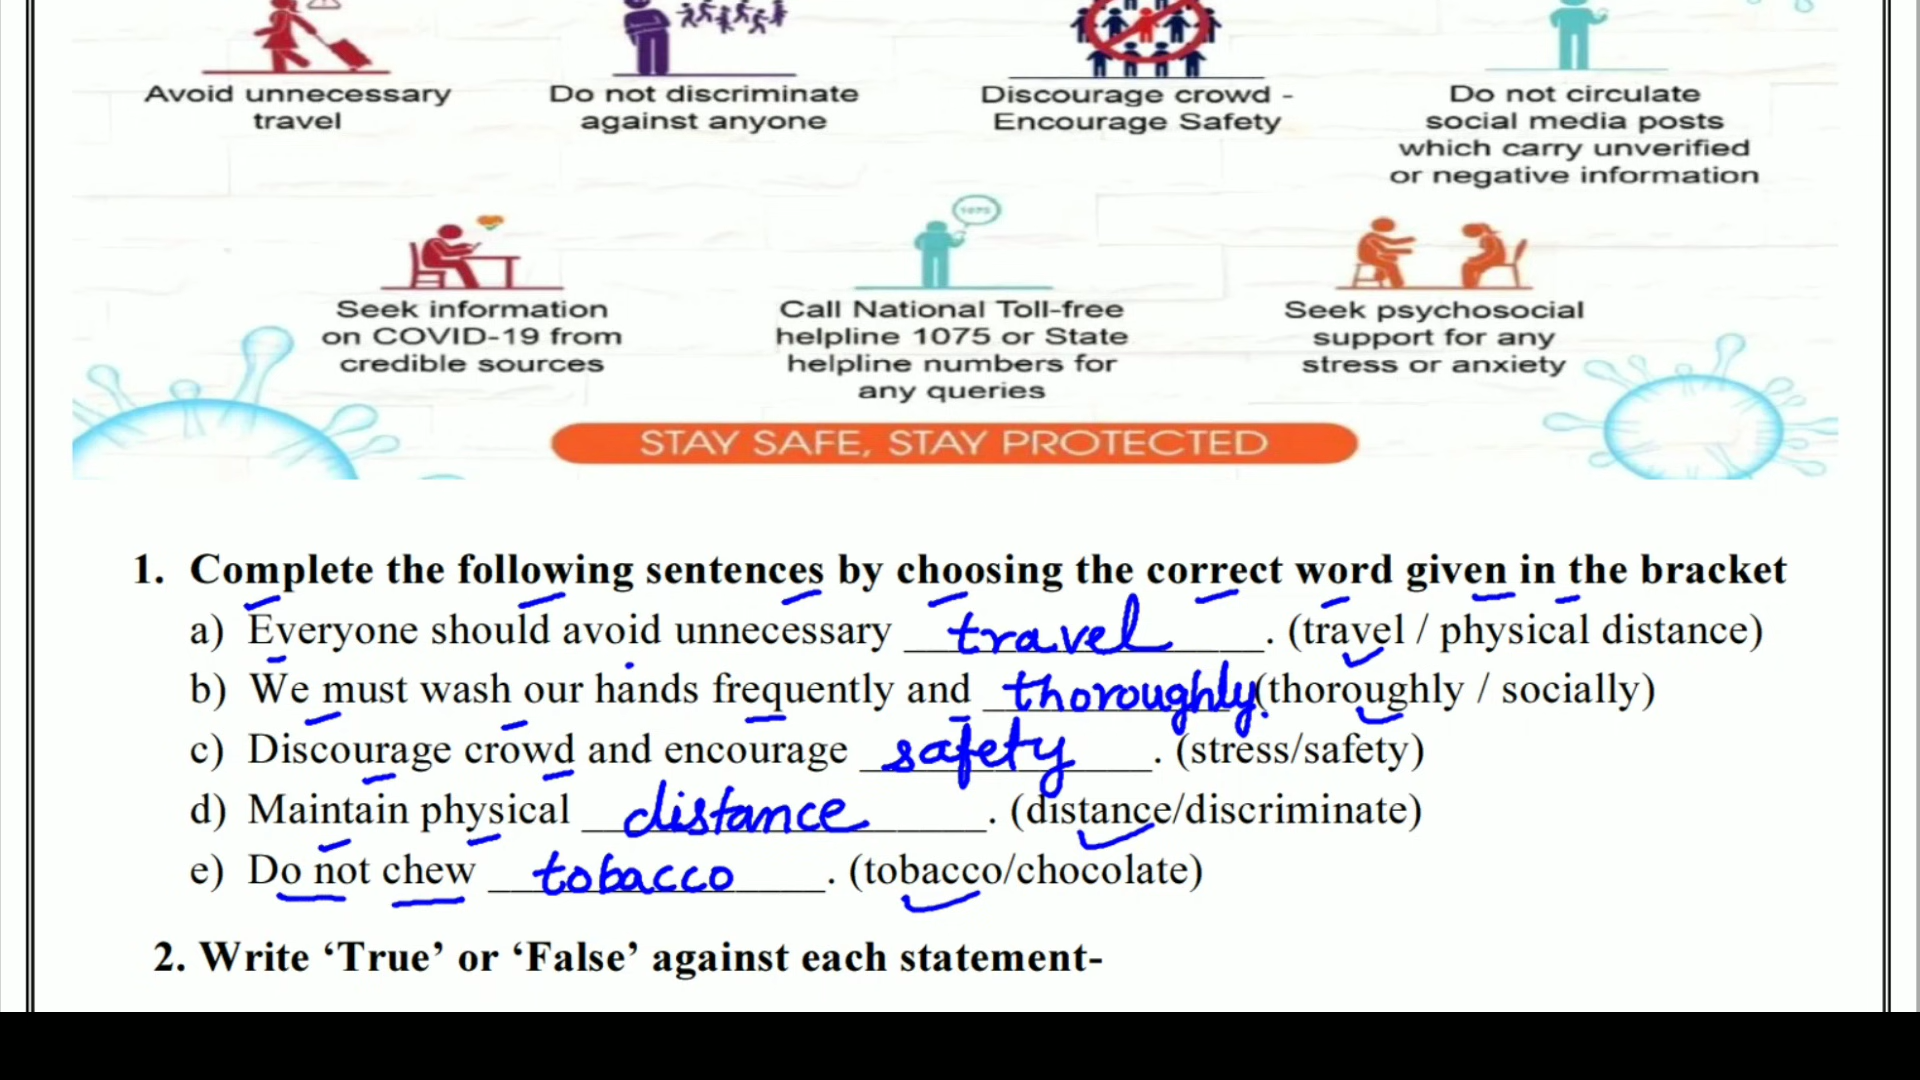 Avoid unnecessary
travel
Do not discriminate
against anyone
Discourage crowd -
Encourage Safety
Do not circulate
social media posts
which carry unverified
or negative information
1075
Seek information
on COVID-19 from
credible sources
Call National Toll-free
helpline 1075 or State
helpline numbers for
any queries
Seek psychosocial
support for any
stress or anxiety
STAY SAFE, STAY PROTECTED
1. Complete the following sentences by choosing the correct word given in the bracket
a) Everyone should avoid unnecessary travel. (travel / physical distance)
b) We must wash our hands frequently and thoroughly. (thoroughly / socially)
c) Discourage crowd and encourage safety. (stress/safety)
d) Maintain physical distance. (distance/discriminate)
e) Do not chew tobacco. (tobacco/chocolate)
2. Write ‘True’ or ‘False’ against each statement-